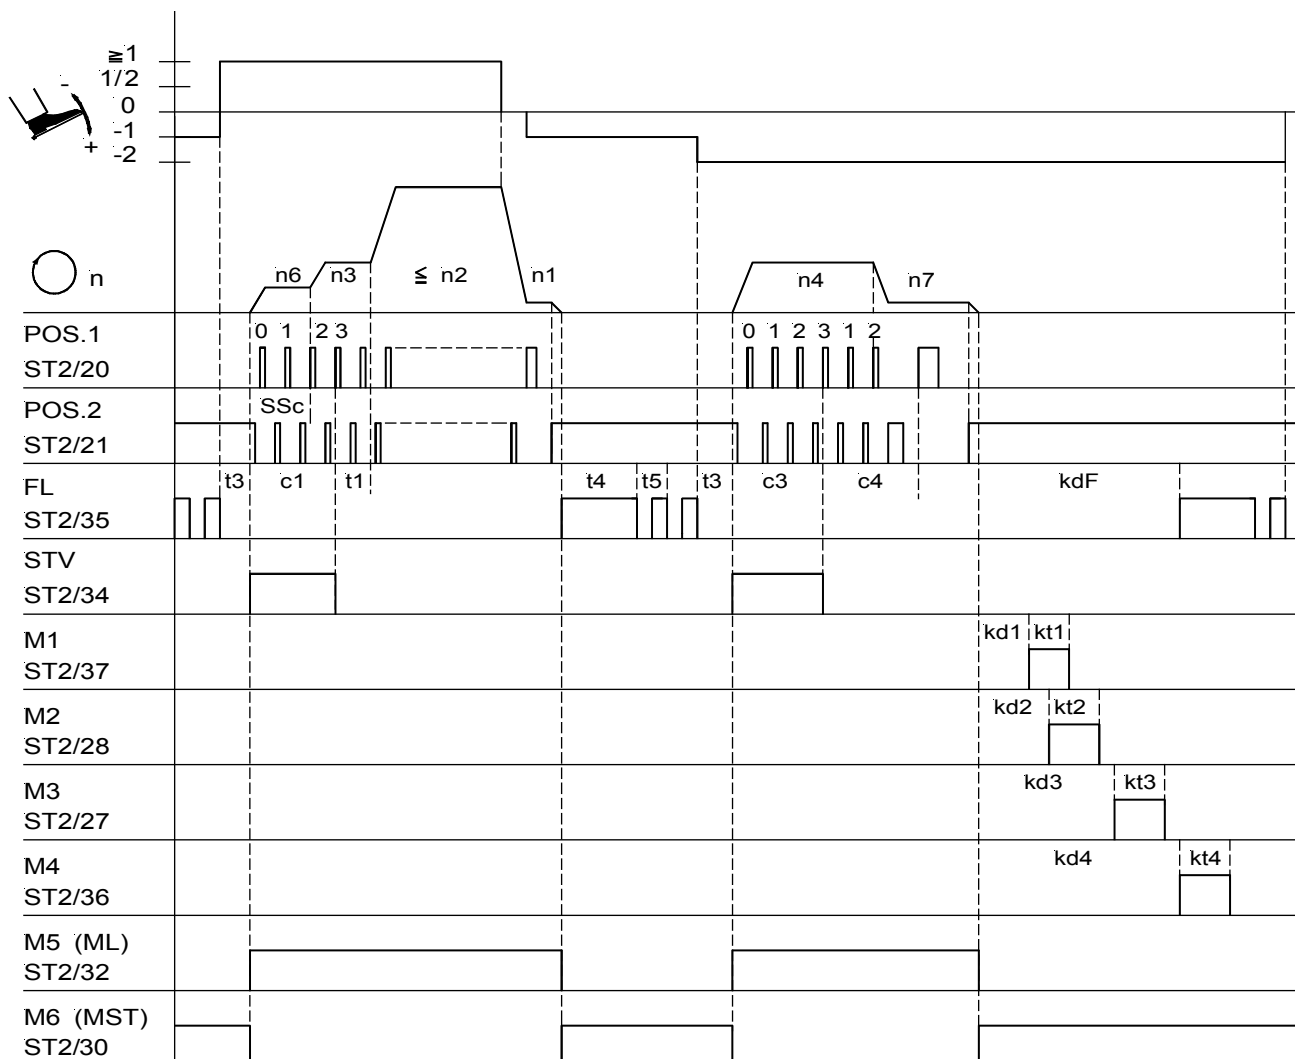 ≧1
1/2
0
-1
-2
-
+
n
n6 n3 ≦ n2 n1 n4 n7
POS.1
ST2/20
0 1 2 3 0 1 2 3 1 2
POS.2
ST2/21
SSc
FL
ST2/35
t3 c1 t1 t4 t5 t3 c3 c4 kdF
STV
ST2/34
M1
ST2/37
kd1 kt1
M2
ST2/28
kd2 kt2
M3
ST2/27
kd3 kt3
M4
ST2/36
kd4 kt4
M5 (ML)
ST2/32
M6 (MST)
ST2/30